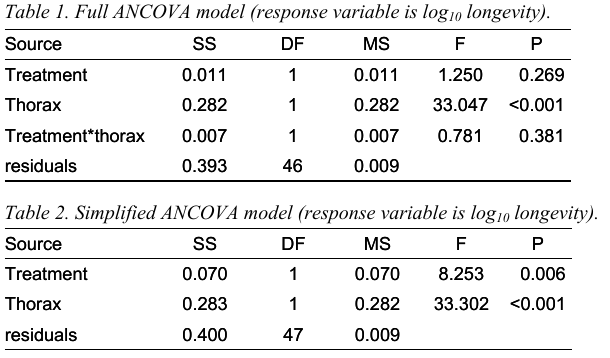 Table 1. Full ANCOVA model (response variable is log10 longevity).
Source SS DF MS F P
Treatment 0.011 1 0.011 1.250 0.269
Thorax 0.282 1 0.282 33.047 <0.001
Treatment*thorax 0.007 1 0.007 0.781 0.381
residuals 0.393 46 0.009
Table 2. Simplified ANCOVA model (response variable is log10 longevity).
Source SS DF MS F P
Treatment 0.070 1 0.070 8.253 0.006
Thorax 0.283 1 0.282 33.302 <0.001
residuals 0.400 47 0.009